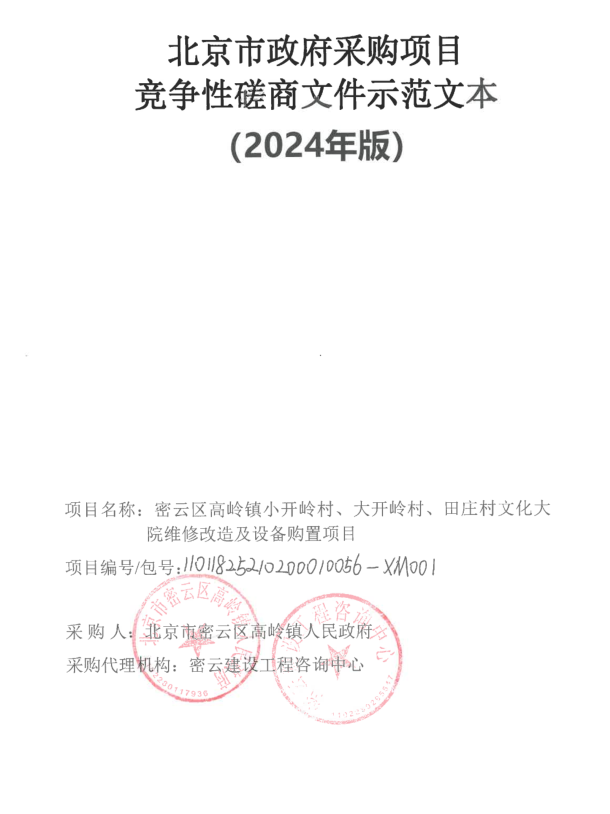 北京市政府采购项目
竞争性磋商文件示范文本
（2024年版）
项目名称：密云区高岭镇小开岭村、大开岭村、田庄村文化大
院维修改造及设备购置项目
项目编号/包号：11011825210200010056-XM001
采 购 人：北京市密云区高岭镇人民政府
采购代理机构：密云建设工程咨询中心